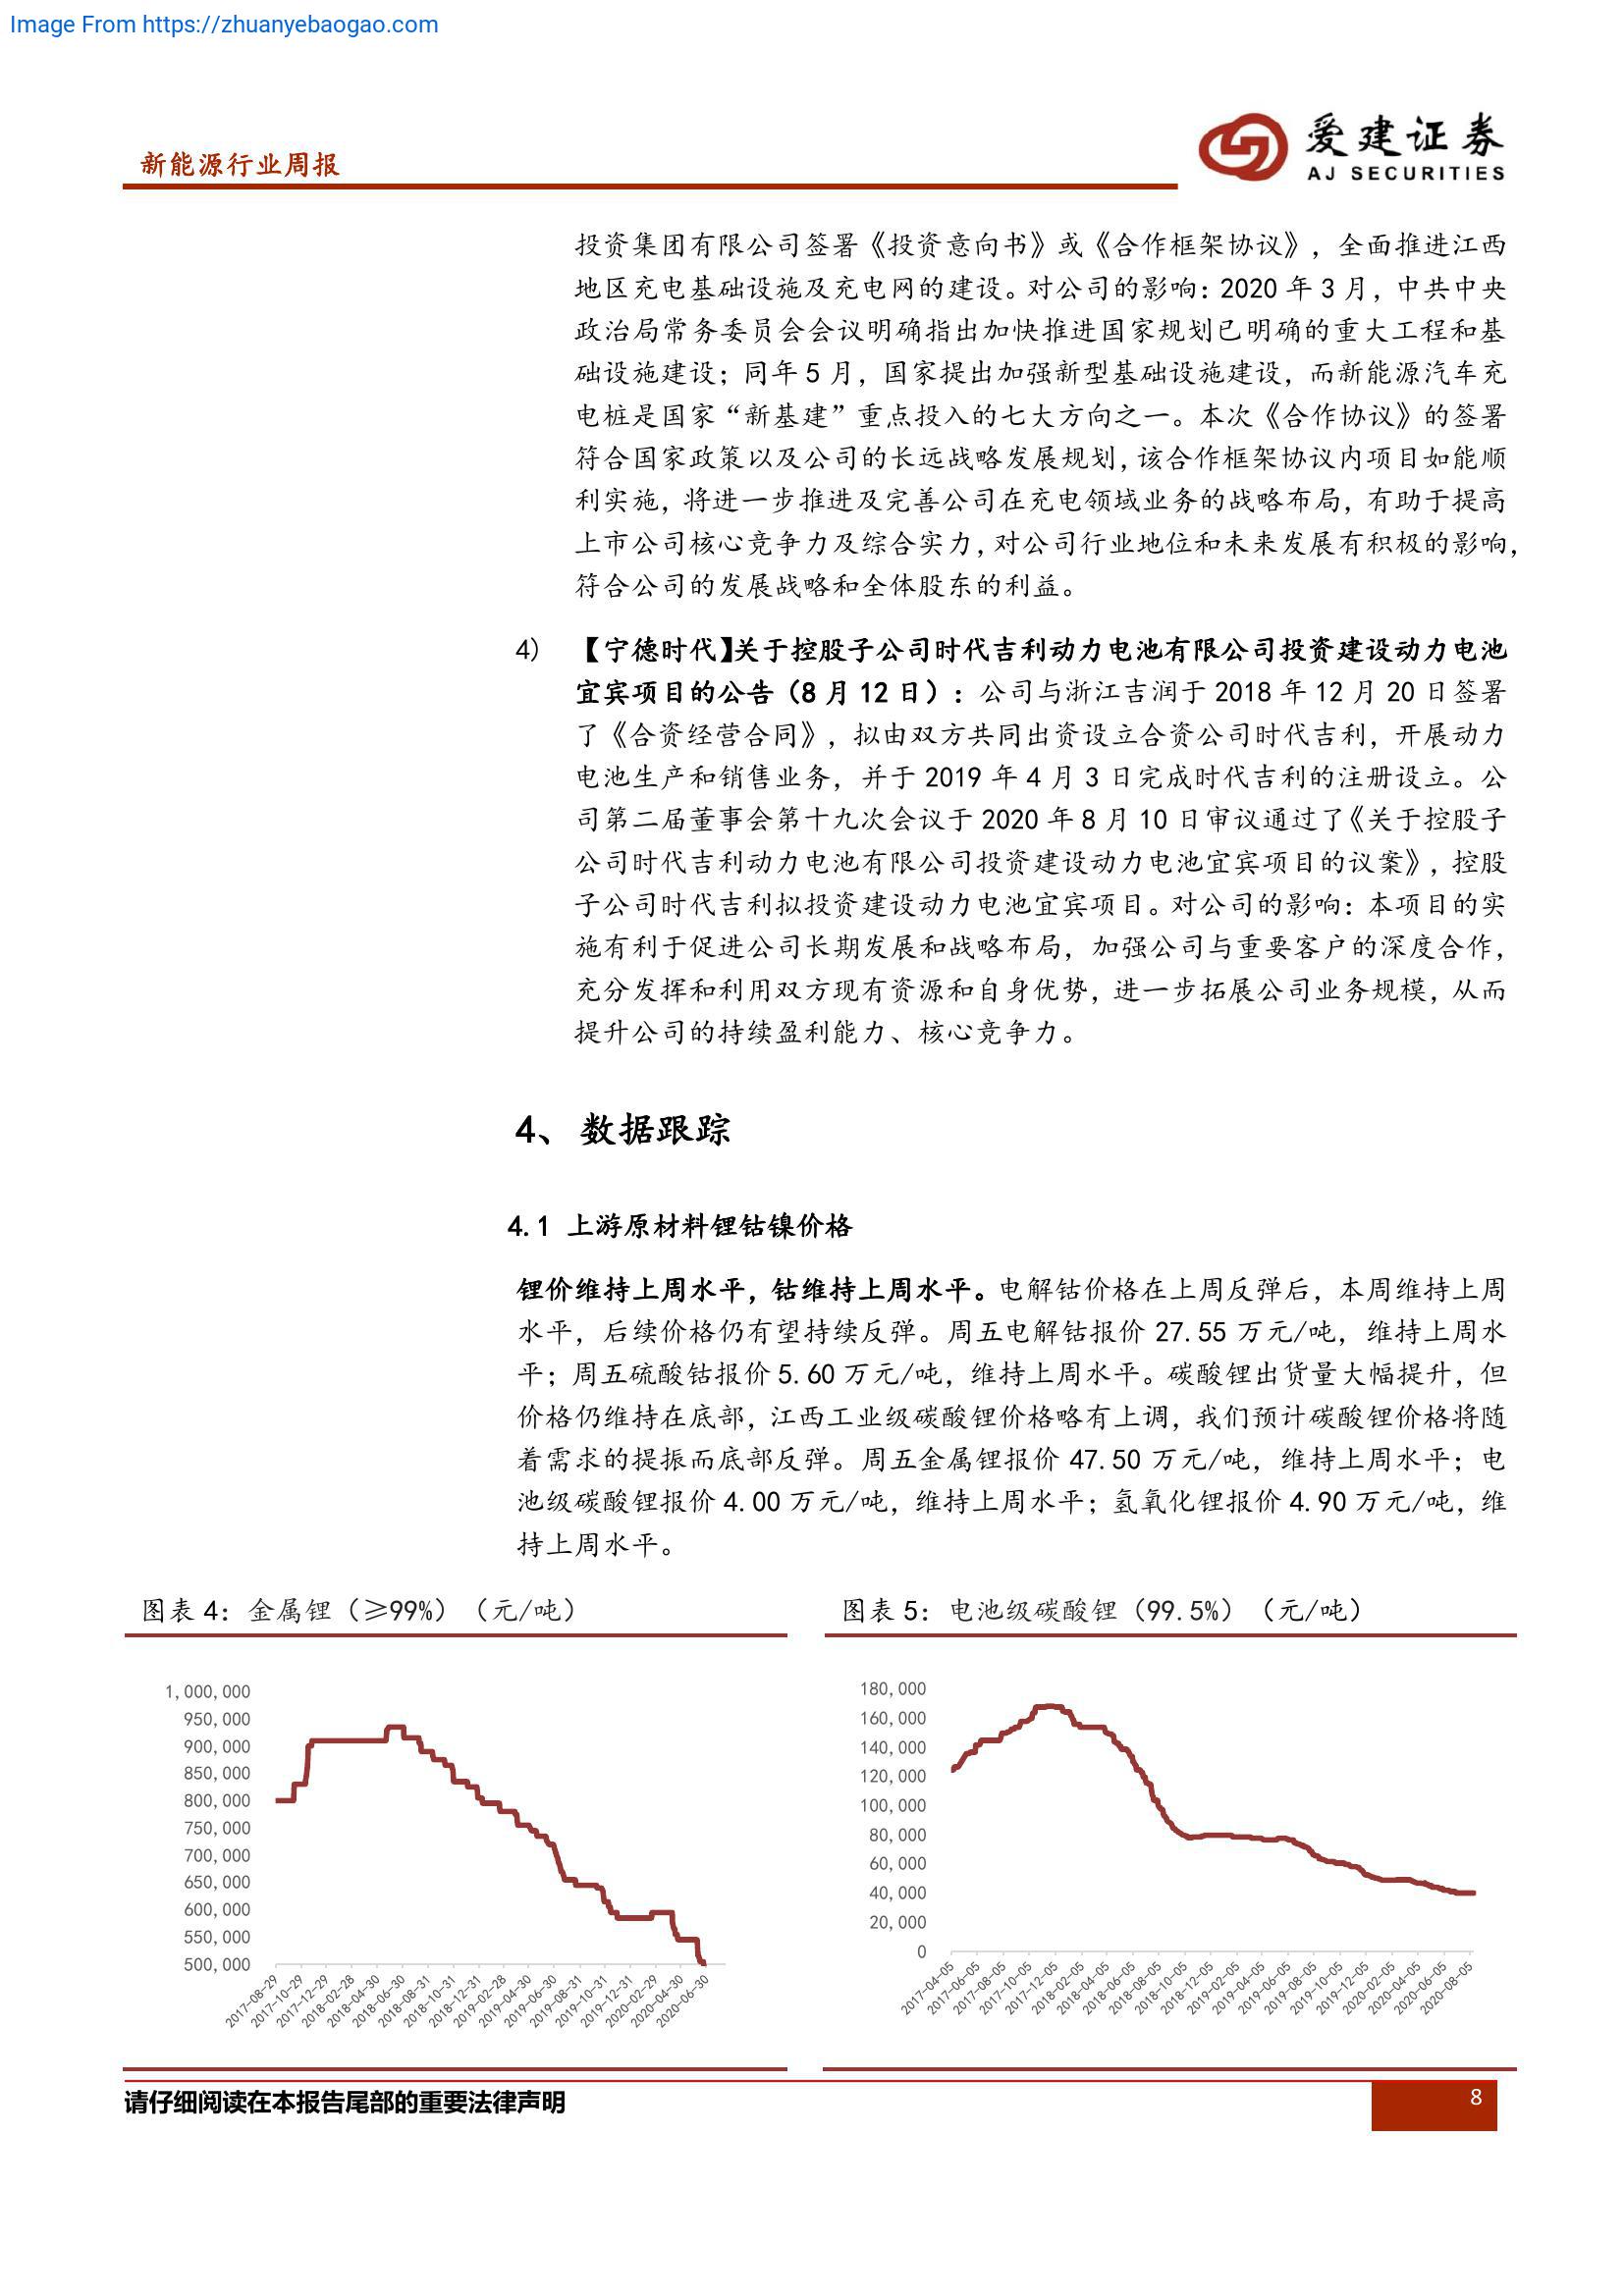 Image From https://zhuanyebaogao.com
新能源行业周报
爱建证券
AJ SECURITIES
投资集团有限公司签署《投资意向书》或《合作框架协议》，全面推进江西
地区充电基础设施及充电网的建设。对公司的影响：2020 年 3 月，中共中央
政治局常务委员会会议明确指出加快推进国家规划已明确的重大工程和基
础设施建设；同年 5 月，国家提出加强新型基础设施建设，而新能源汽车充
电桩是国家“新基建”重点投入的七大方向之一。本次《合作协议》的签署
符合国家政策以及公司的长远战略发展规划，该合作框架协议内项目如能顺
利实施，将进一步推进及完善公司在充电领域业务的战略布局，有助于提高
上市公司核心竞争力及综合实力，对公司行业地位和未来发展有积极的影响，
符合公司的发展战略和全体股东的利益。
4) 【宁德时代】关于控股子公司时代吉利动力电池有限公司投资建设动力电池
宜宾项目的公告（8 月 12 日）：公司与浙江吉润于 2018 年 12 月 20 日签署
了《合资经营合同》，拟由双方共同出资设立合资公司时代吉利，开展动力
电池生产和销售业务，并于 2019 年 4 月 3 日完成时代吉利的注册设立。公
司第二届董事会第十九次会议于 2020 年 8 月 10 日审议通过了《关于控股子
公司时代吉利动力电池有限公司投资建设动力电池宜宾项目的议案》，控股
子公司时代吉利拟投资建设动力电池宜宾项目。对公司的影响：本项目的实
施有利于促进公司长期发展和战略布局，加强公司与重要客户的深度合作，
充分发挥和利用双方现有资源和自身优势，进一步拓展公司业务规模，从而
提升公司的持续盈利能力、核心竞争力。
4、 数据跟踪
4.1 上游原材料锂钴镍价格
锂价维持上周水平，钴维持上周水平。电解钴价格在上周反弹后，本周维持上周
水平，后续价格仍有望持续反弹。周五电解钴报价 27.55 万元/吨，维持上周水
平；周五硫酸钴报价 5.60 万元/吨，维持上周水平。碳酸锂出货量大幅提升，但
价格仍维持在底部，江西工业级碳酸锂价格略有上调，我们预计碳酸锂价格将随
着需求的提振而底部反弹。周五金属锂报价 47.50 万元/吨，维持上周水平；电
池级碳酸锂报价 4.00 万元/吨，维持上周水平；氢氧化锂报价 4.90 万元/吨，维
持上周水平。
图表 4：金属锂（≥99%）（元/吨）
1,000,000
950,000
900,000
850,000
800,000
750,000
700,000
650,000
600,000
550,000
500,000
2017-08-29
2017-10-29
2017-12-29
2018-02-28
2018-04-30
2018-06-30
2018-08-31
2018-10-31
2018-12-31
2019-02-28
2019-04-30
2019-06-30
2019-08-31
2019-10-31
2019-12-31
2020-02-29
2020-04-30
2020-06-30
图表 5：电池级碳酸锂（99.5%）（元/吨）
180,000
160,000
140,000
120,000
100,000
80,000
60,000
40,000
20,000
0
2017-04-05
2017-06-05
2017-08-05
2017-10-05
2017-12-05
2018-02-05
2018-04-05
2018-06-05
2018-08-05
2018-10-05
2018-12-05
2019-02-05
2019-04-05
2019-06-05
2019-08-05
2019-10-05
2019-12-05
2020-02-05
2020-04-05
2020-06-05
2020-08-05
请仔细阅读在本报告尾部的重要法律声明
8